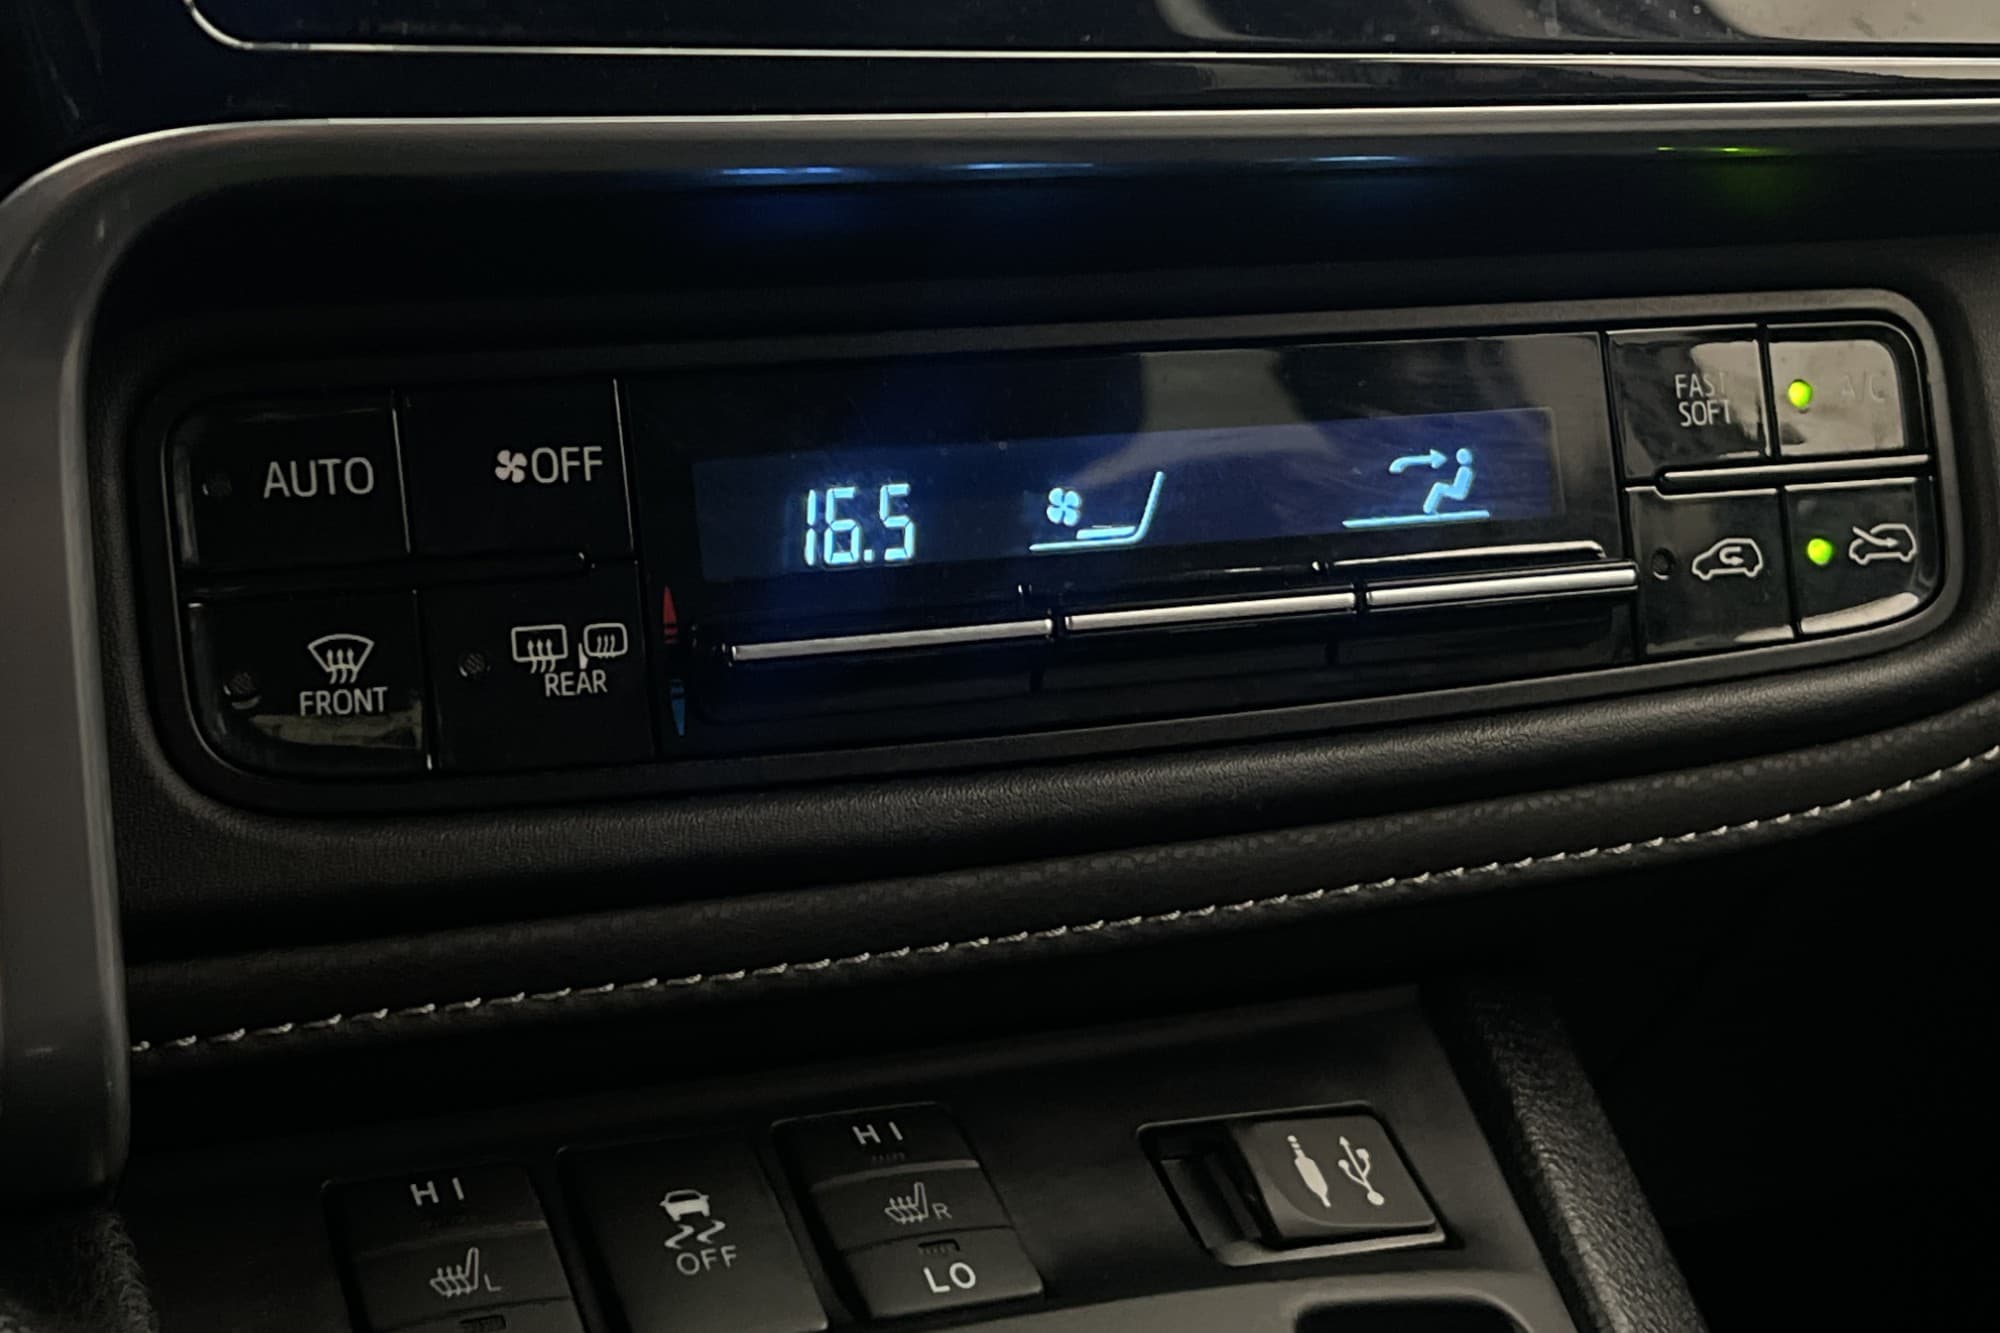 AUTO
OFF
16.5
FAST
SOFT
A/C
FRONT
REAR
HI
L
OFF
HI
R
LO